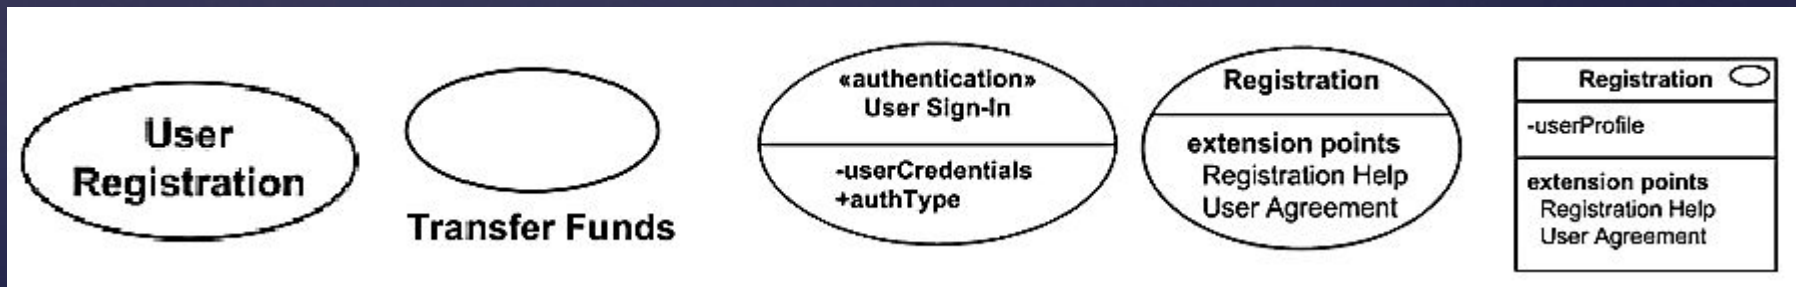 User
Registration
Transfer Funds
«authentication»
User Sign-In
-userCredentials
+authType
Registration
extension points
Registration Help
User Agreement
Registration
-userProfile
extension points
Registration Help
User Agreement